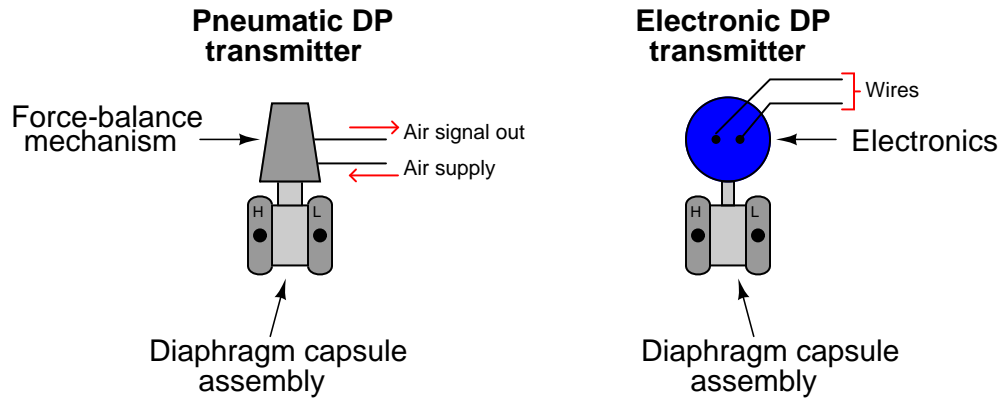 Pneumatic DP
transmitter
Force-balance
mechanism
Air signal out
Air supply
H
L
Diaphragm capsule
assembly
Electronic DP
transmitter
Wires
Electronics
H
L
Diaphragm capsule
assembly